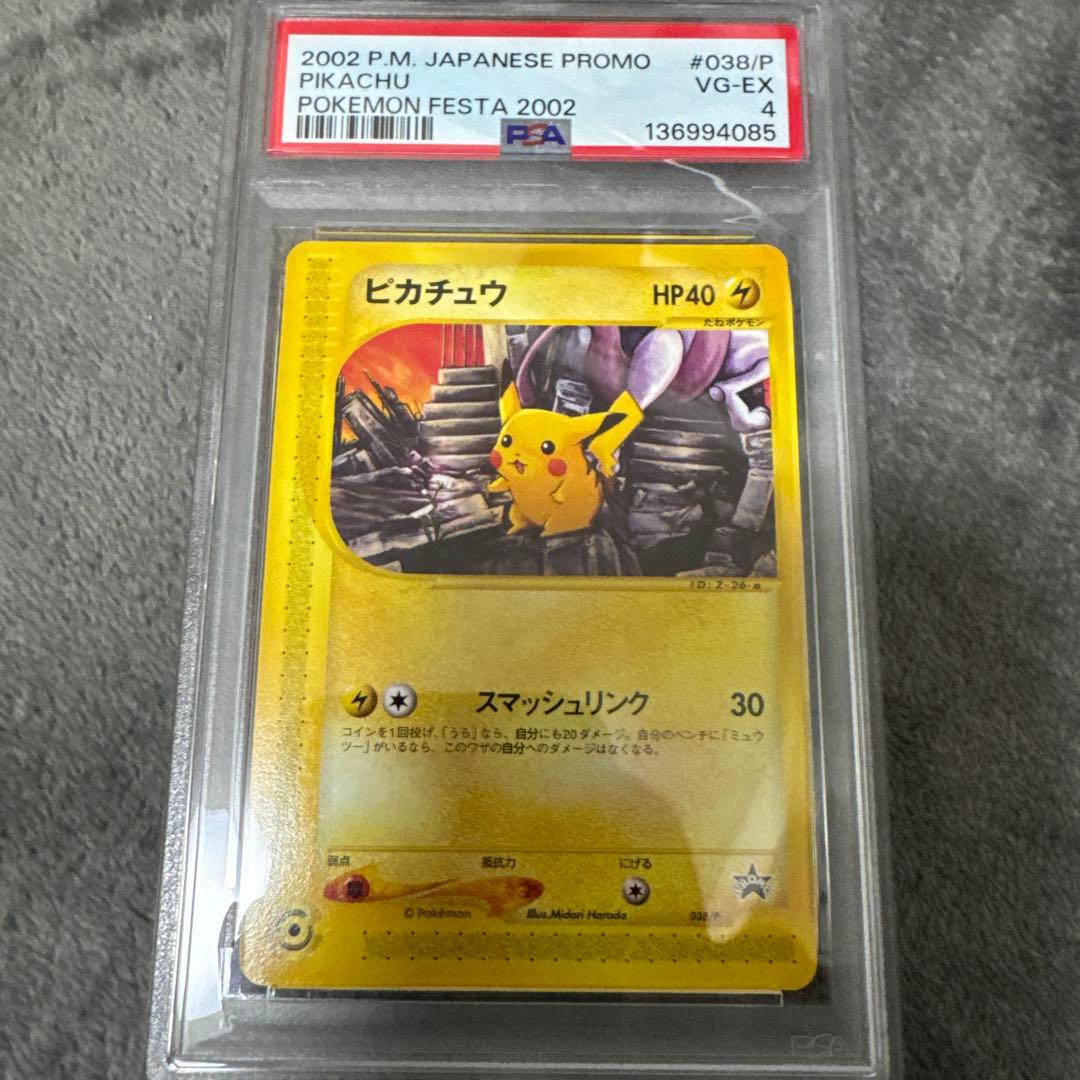 2002 P.M. JAPANESE PROMO #038/P
PIKACHU VG-EX
POKEMON FESTA 2002 4
PSA 136994085
ピカチュウ HP40
たねポケモン
ID:Z-26-e
スマッシュリンク 30
コインを1回投げ、「うら」なら、自分にも20ダメージ。自分のベンチに「ミュウ
ツー」がいるなら、このワザの自分へのダメージはなくなる。
弱点 抵抗力 にげる
© Pokémon Illus.Midori Harada 038/P
PROMO
PSA